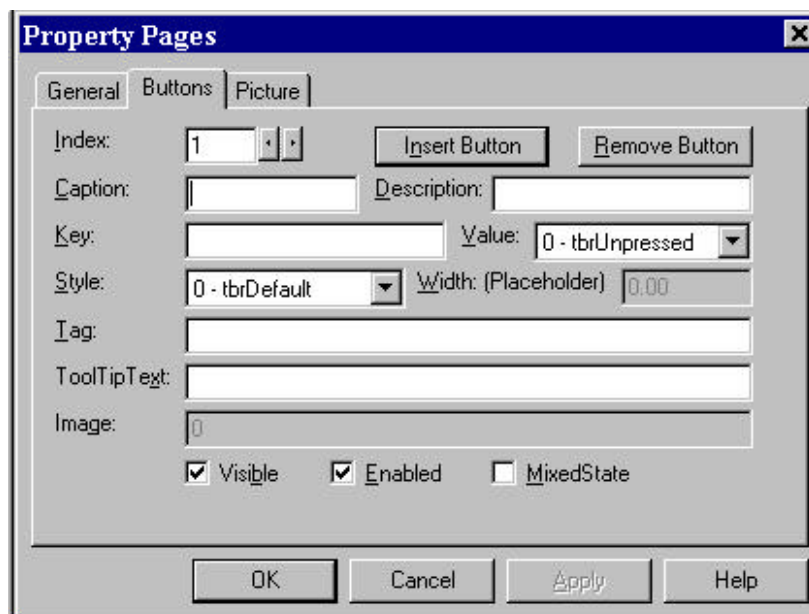 Property Pages
General Buttons Picture
Index: 1 Insert Button Remove Button
Caption: Description:
Key: Value: 0 - tbrUnpressed
Style: 0 - tbrDefault Width: (Placeholder) 0.00
Tag:
ToolTipText:
Image: 0
Visible Enabled MixedState
OK Cancel Apply Help